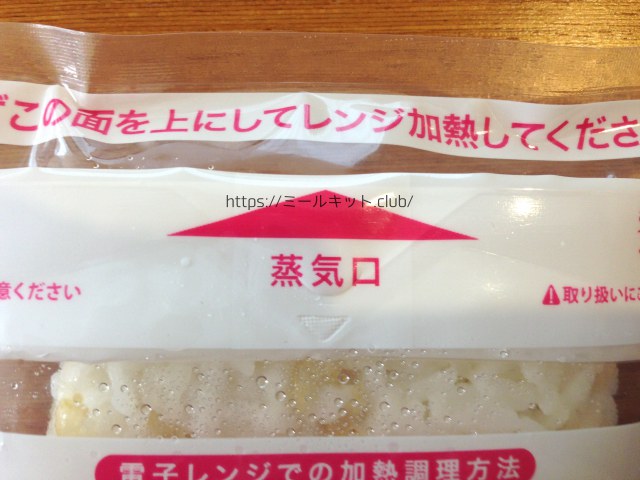 この面を上にしてレンジ加熱してくださ
https://ミールキット.club/
蒸気口
意ください
取り扱いにご
電子レンジでの加熱調理方法